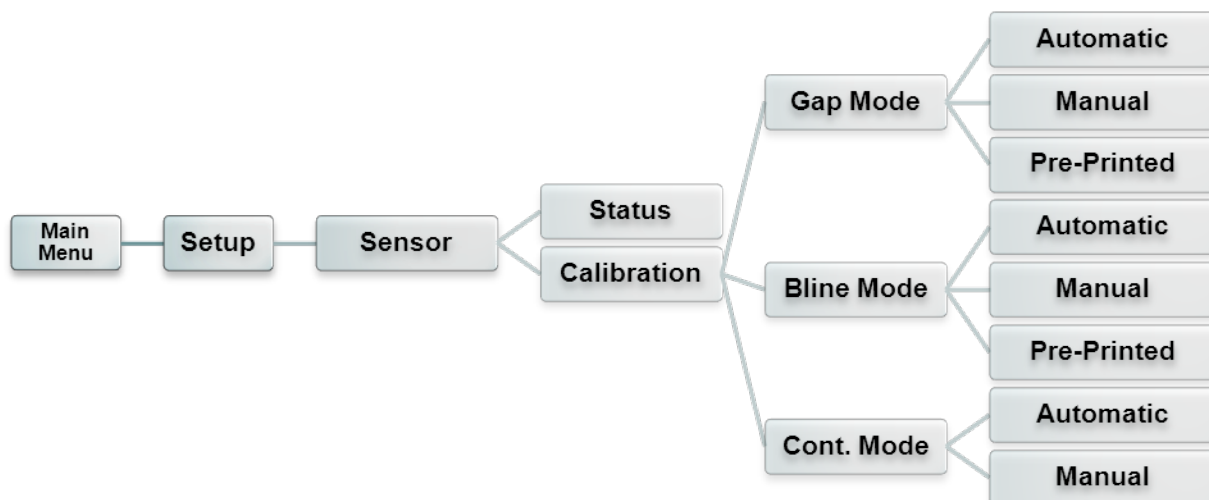 Main
Menu
Setup
Sensor
Status
Calibration
Gap Mode
Automatic
Manual
Pre-Printed
Bline Mode
Automatic
Manual
Pre-Printed
Cont. Mode
Automatic
Manual